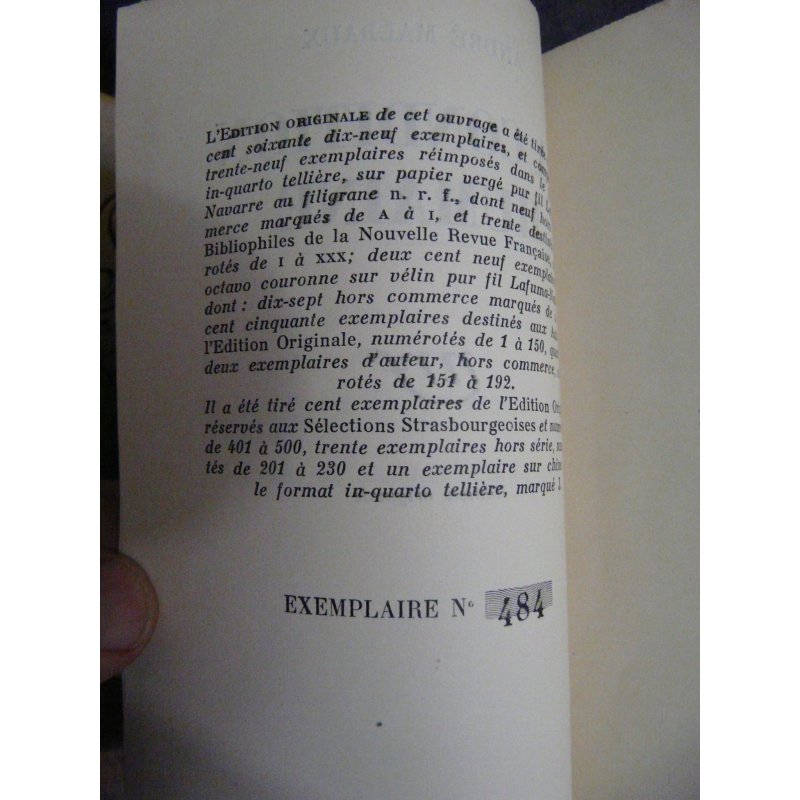 ANDRÉ MALRAUX
L'EDITION ORIGINALE de cet ouvrage a été tirée
cent soixante dix-neuf exemplaires, et
trente-neuf exemplaires réimposés dans le
in-quarto tellière, sur papier vergé pur fil
Navarre au filigrane n. r. f., dont neuf
merce marqués de A à I, et trente
Bibliophiles de la Nouvelle Revue Française,
rotés de I à XXX; deux cent neuf
octavo couronne sur vélin pur fil
dont : dix-sept hors commerce marqués de
cent cinquante exemplaires destinés aux
l'Edition Originale, numérotés de 1 à 150,
deux exemplaires d'auteur, hors commerce,
rotés de 151 à 192.
Il a été tiré cent exemplaires de l'Edition
réservés aux Sélections Strasbourgeoises et
de 401 à 500, trente exemplaires hors série,
tés de 201 à 230 et un exemplaire sur
le format in-quarto tellière, marqué
EXEMPLAIRE N° 484